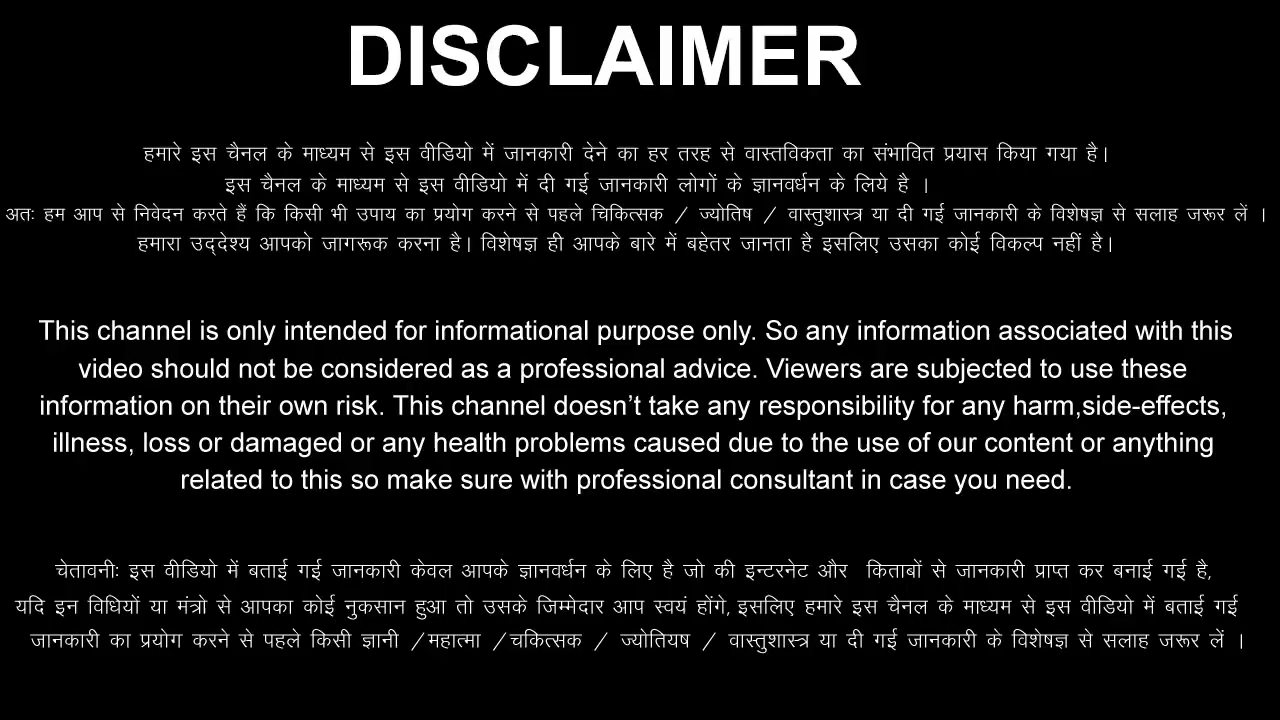 DISCLAIMER
हमारे इस चैनल के माध्यम से इस वीडियो में जानकारी देने का हर तरह से वास्तविकता का संभावित प्रयास किया गया है।
इस चैनल के माध्यम से इस वीडियो में दी गई जानकारी लोगों के ज्ञानवर्धन के लिये है ।
अतः हम आप से निवेदन करते हैं कि किसी भी उपाय का प्रयोग करने से पहले चिकित्सक / ज्योतिष / वास्तुशास्त्र या दी गई जानकारी के विशेषज्ञ से सलाह जरूर लें ।
हमारा उद्देश्य आपको जागरूक करना है। विशेषज्ञ ही आपके बारे में बहेतर जानता है इसलिए उसका कोई विकल्प नहीं है।
This channel is only intended for informational purpose only. So any information associated with this
video should not be considered as a professional advice. Viewers are subjected to use these
information on their own risk. This channel doesn’t take any responsibility for any harm,side-effects,
illness, loss or damaged or any health problems caused due to the use of our content or anything
related to this so make sure with professional consultant in case you need.
चेतावनीः इस वीडियो में बताई गई जानकारी केवल आपके ज्ञानवर्धन के लिए है जो की इन्टरनेट और किताबों से जानकारी प्राप्त कर बनाई गई है,
यदि इन विधियों या मंत्रो से आपका कोई नुकसान हुआ तो उसके जिम्मेदार आप स्वयं होंगे, इसलिए हमारे इस चैनल के माध्यम से इस वीडियो में बताई गई
जानकारी का प्रयोग करने से पहले किसी ज्ञानी /महात्मा /चकित्सक / ज्योतियष / वास्तुशास्त्र या दी गई जानकारी के विशेषज्ञ से सलाह जरूर लें ।